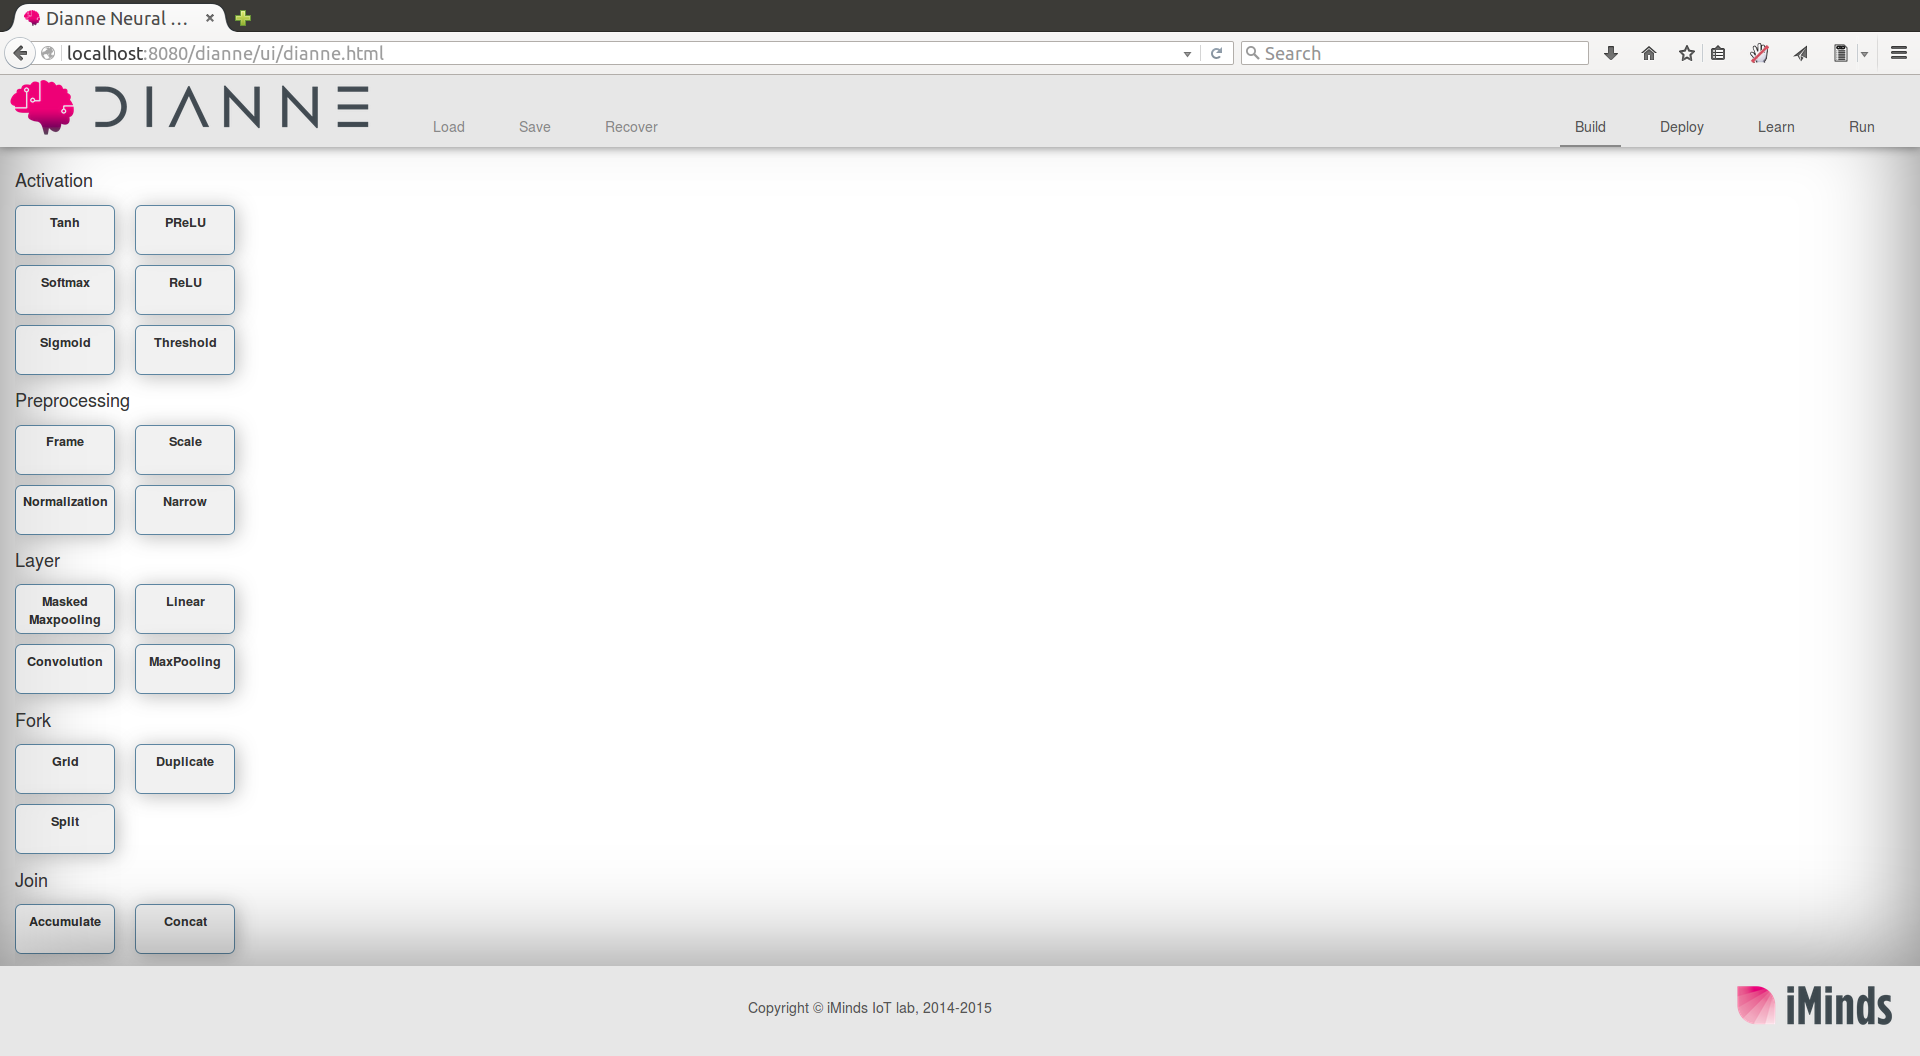 Dianne Neural ...
localhost:8080/dianne/ui/dianne.html
Search
DIANNE
Load Save Recover
Build Deploy Learn Run
Activation
Tanh PReLU
Softmax ReLU
Sigmoid Threshold
Preprocessing
Frame Scale
Normalization Narrow
Layer
Masked
Maxpooling
Linear
Convolution MaxPooling
Fork
Grid Duplicate
Split
Join
Accumulate Concat
Copyright © iMinds IoT lab, 2014-2015
iMinds